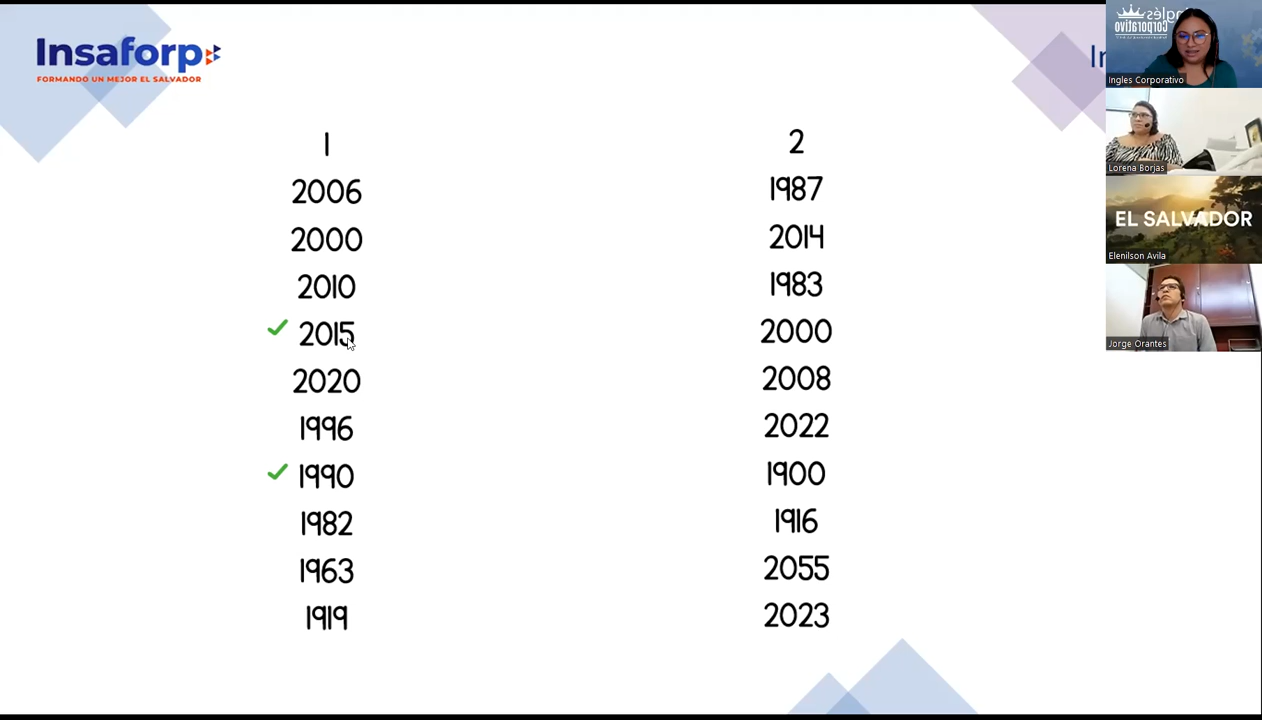 Insaforp
FORMANDO UN MEJOR EL SALVADOR
1
2006
2000
2010
2015
2020
1996
1990
1982
1963
1919
2
1987
2014
1983
2000
2008
2022
1900
1916
2055
2023
Inglés
CORPORATIVO
Ingles Corporativo
Lorena Borjas
EL SALVADOR
Elenilson Avila
Jorge Orantes